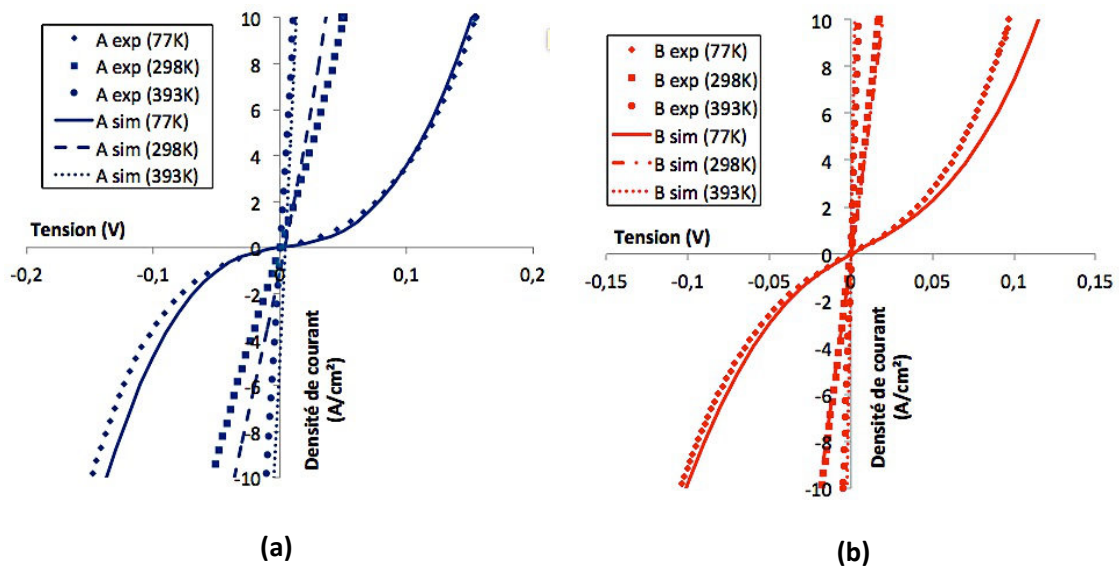 A exp (77K)
A exp (298K)
A exp (393K)
A sim (77K)
A sim (298K)
A sim (393K)
10
8
6
4
2
0
-2
-4
-6
-8
-10
Tension (V)
-0,2
-0,1
0
0,1
0,2
Densité de courant
(A/cm²)
(a)
B exp (77K)
B exp (298K)
B exp (393K)
B sim (77K)
B sim (298K)
B sim (393K)
10
8
6
4
2
0
-2
-4
-6
-8
-10
Tension (V)
-0,15
-0,1
-0,05
0
0,05
0,1
0,15
Densité de courant
(A/cm²)
(b)